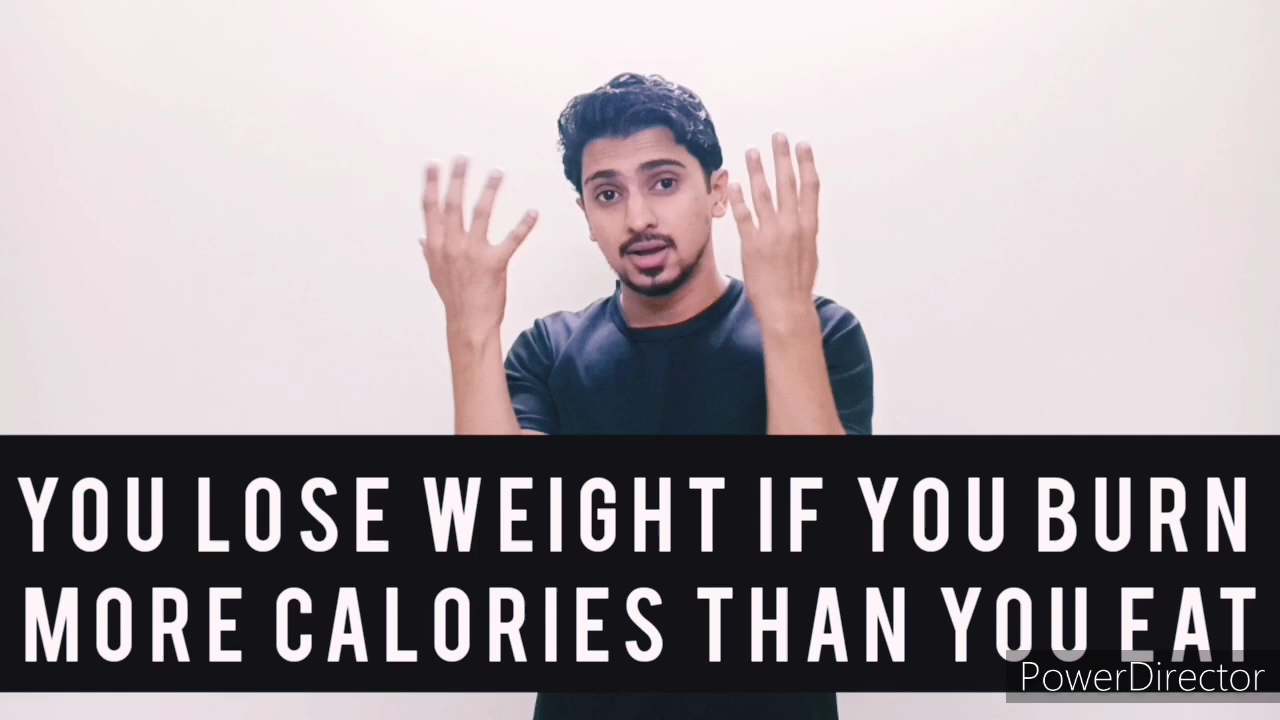 YOU LOSE WEIGHT IF YOU BURN
MORE CALORIES THAN YOU EAT
PowerDirector